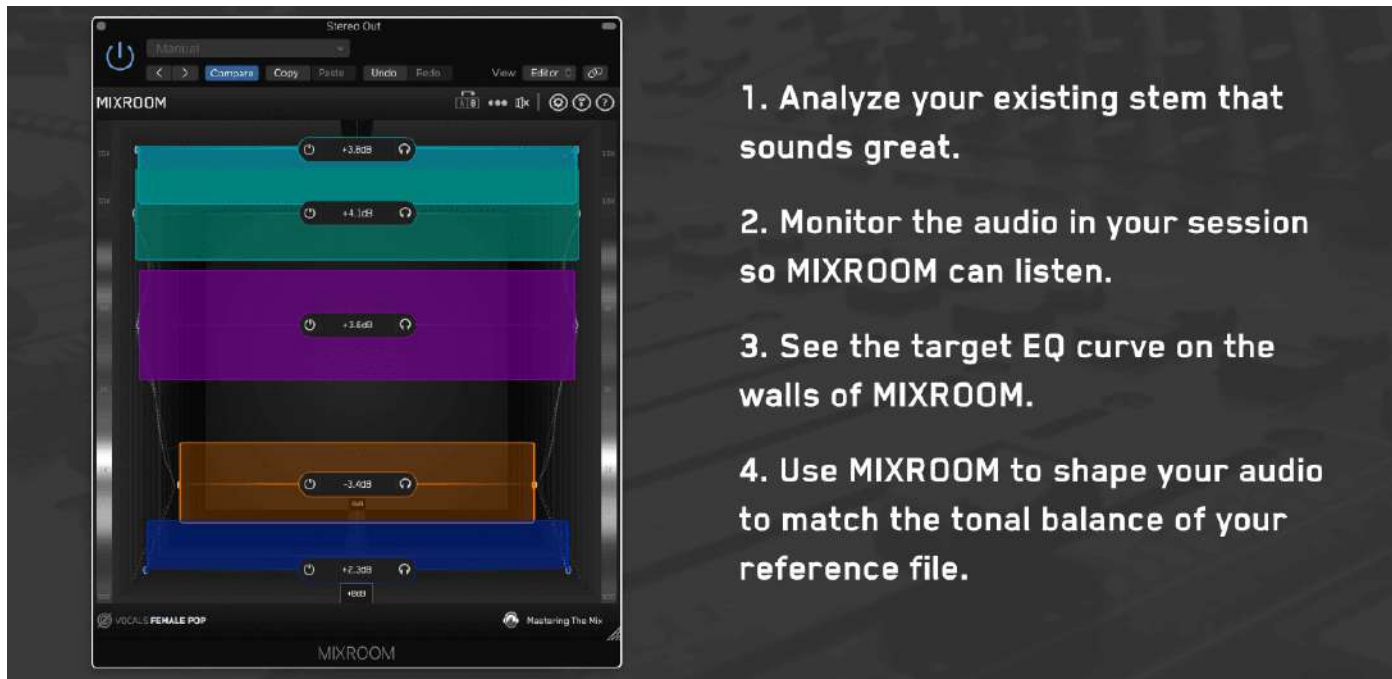 Stereo Out
Manual
Compare Copy Paste Undo Redo View Editor
MIXROOM
+3.8dB
+4.1dB
+3.6dB
-3.4dB
+2.3dB
VOCALS FEMALE POP
Mastering The Mix
MIXROOM
1. Analyze your existing stem that
sounds great.
2. Monitor the audio in your session
so MIXROOM can listen.
3. See the target EQ curve on the
walls of MIXROOM.
4. Use MIXROOM to shape your audio
to match the tonal balance of your
reference file.